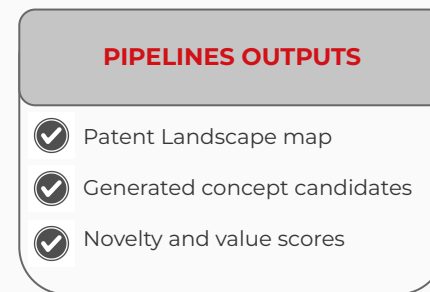 PIPELINES OUTPUTS
Patent Landscape map
Generated concept candidates
Novelty and value scores